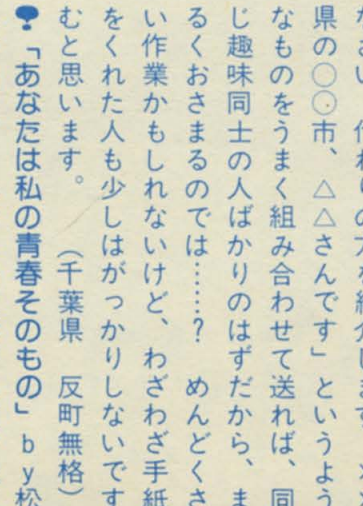 県の○○市、△△さんです」というよう
なものをうまく組み合わせて送れば、同
じ趣味同士の人ばかりのはずだから、ま
るくおさまるのでは……? めんどくさ
い作業かもしれないけど、わざわざ手紙
をくれた人も少しはがっかりしないです
むと思います。 (千葉県 反町無格)
「あなたは私の青春そのもの」by松